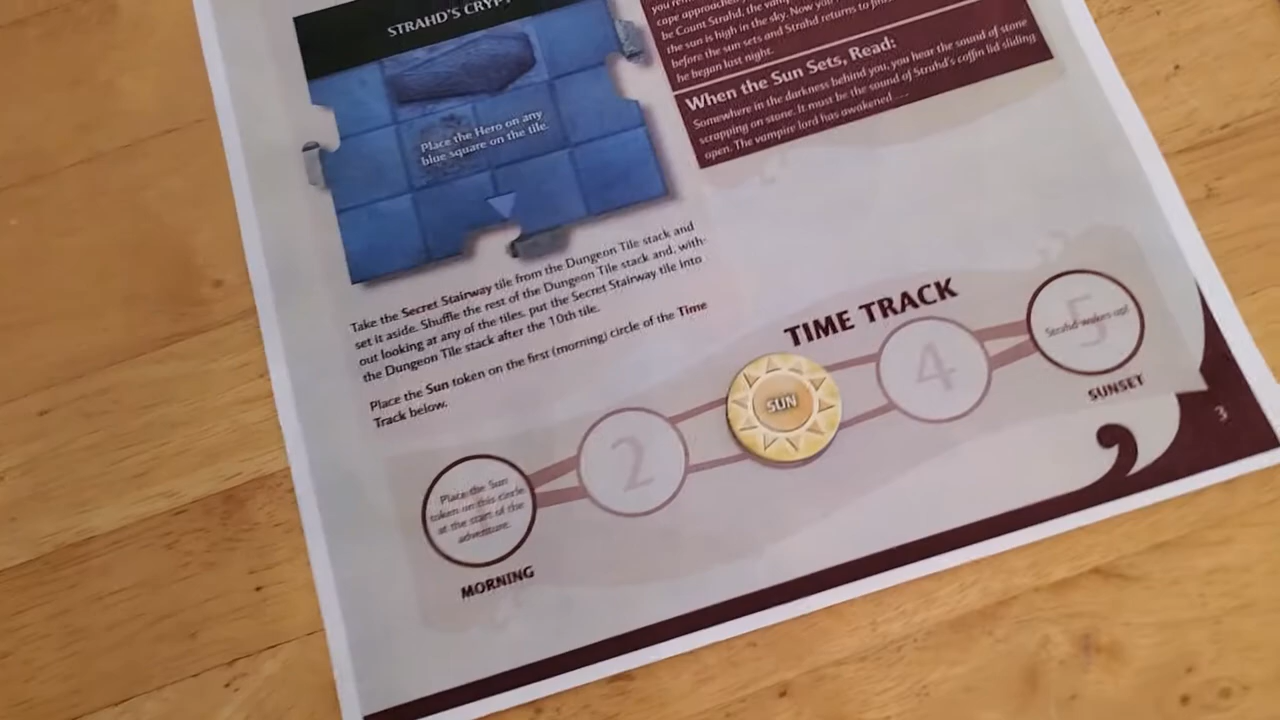 STRAHD'S CRYPT
Place the Hero on any
blue square on the tile.
Take the Secret Stairway tile from the Dungeon Tile stack and
set it aside. Shuffle the rest of the Dungeon Tile stack and, with-
out looking at any of the tiles, put the Secret Stairway tile into
the Dungeon Tile stack after the 10th tile.
Place the Sun token on the first (morning) circle of the Time
Track below.
cape approached
be Count Strahd, the
the sun is high in the sky. Now you
before the sun sets and Strahd returns to
he began last night.
When the Sun Sets, Read:
Somewhere in the darkness behind you, you hear the sound of stone
scrapping on stone. It must be the sound of Strahd's coffin lid sliding
open. The vampire lord has awakened . . .
TIME TRACK
Place the Sun
token on this circle
at the start of the
adventure.
MORNING
2
SUN
4
5
Strahd wakes up!
SUNSET
3